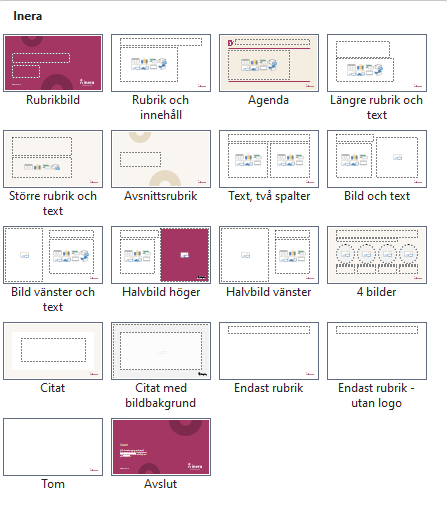 Inera
inera
Rubrikbild
Rubrik och
innehåll
Agenda
Längre rubrik och
text
Större rubrik och
text
Avsnittsrubrik
Text, två spalter
Bild och text
Bild vänster och
text
Halvbild höger
Halvbild vänster
4 bilder
Citat
Citat med
bildbakgrund
Endast rubrik
Endast rubrik -
utan logo
Tom
inera
Avslut